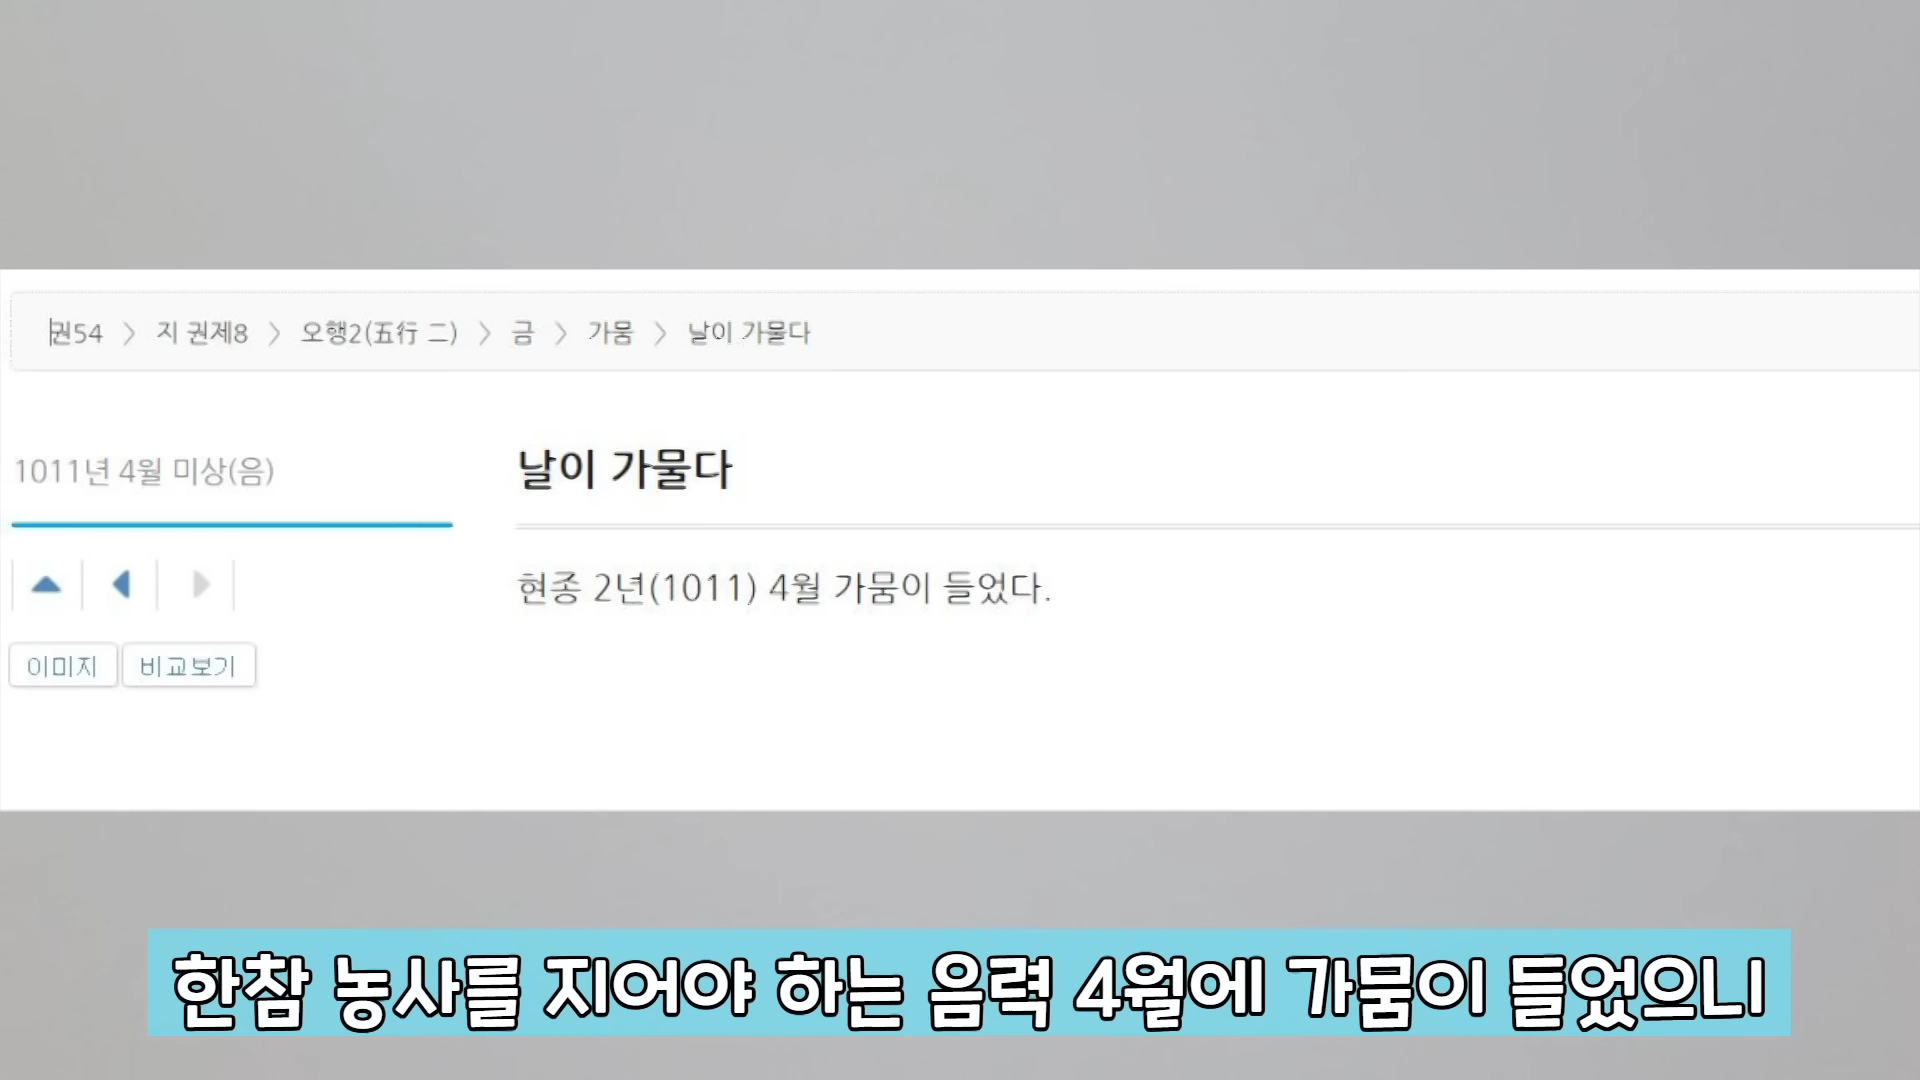 권54 > 지 권제8 > 오행2(五行 二) > 금 > 가뭄 > 날이 가물다
1011년 4월 미상(음)
날이 가물다
현종 2년(1011) 4월 가뭄이 들었다.
이미지 비교보기
한참 농사를 지어야 하는 음력 4월에 가뭄이 들었으니